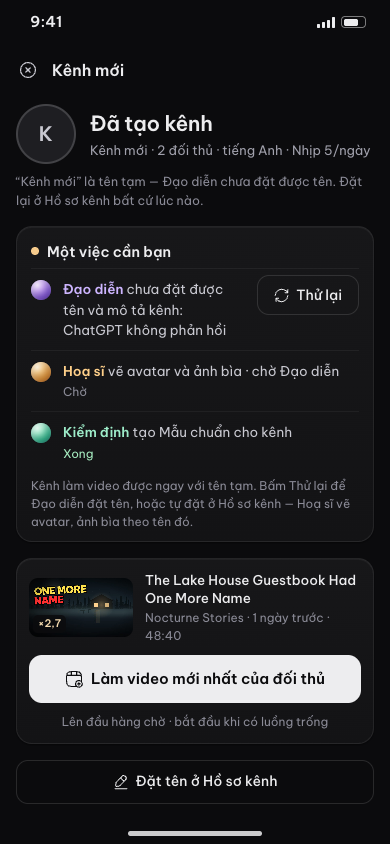 9:41
Kênh mới
K
Đã tạo kênh
Kênh mới · 2 đối thủ · tiếng Anh · Nhịp 5/ngày
“Kênh mới” là tên tạm — Đạo diễn chưa đặt được tên. Đặt
lại ở Hồ sơ kênh bất cứ lúc nào.
Một việc cần bạn
Đạo diễn chưa đặt được
tên và mô tả kênh:
ChatGPT không phản hồi
Thử lại
Hoạ sĩ vẽ avatar và ảnh bìa · chờ Đạo diễn
Chờ
Kiểm định tạo Mẫu chuẩn cho kênh
Xong
Kênh làm video được ngay với tên tạm. Bấm Thử lại để
Đạo diễn đặt tên, hoặc tự đặt ở Hồ sơ kênh — Hoạ sĩ vẽ
avatar, ảnh bìa theo tên đó.
ONE MORE
NAME
×2,7
The Lake House Guestbook Had
One More Name
Nocturne Stories · 1 ngày trước ·
48:40
Làm video mới nhất của đối thủ
Lên đầu hàng chờ · bắt đầu khi có luồng trống
Đặt tên ở Hồ sơ kênh